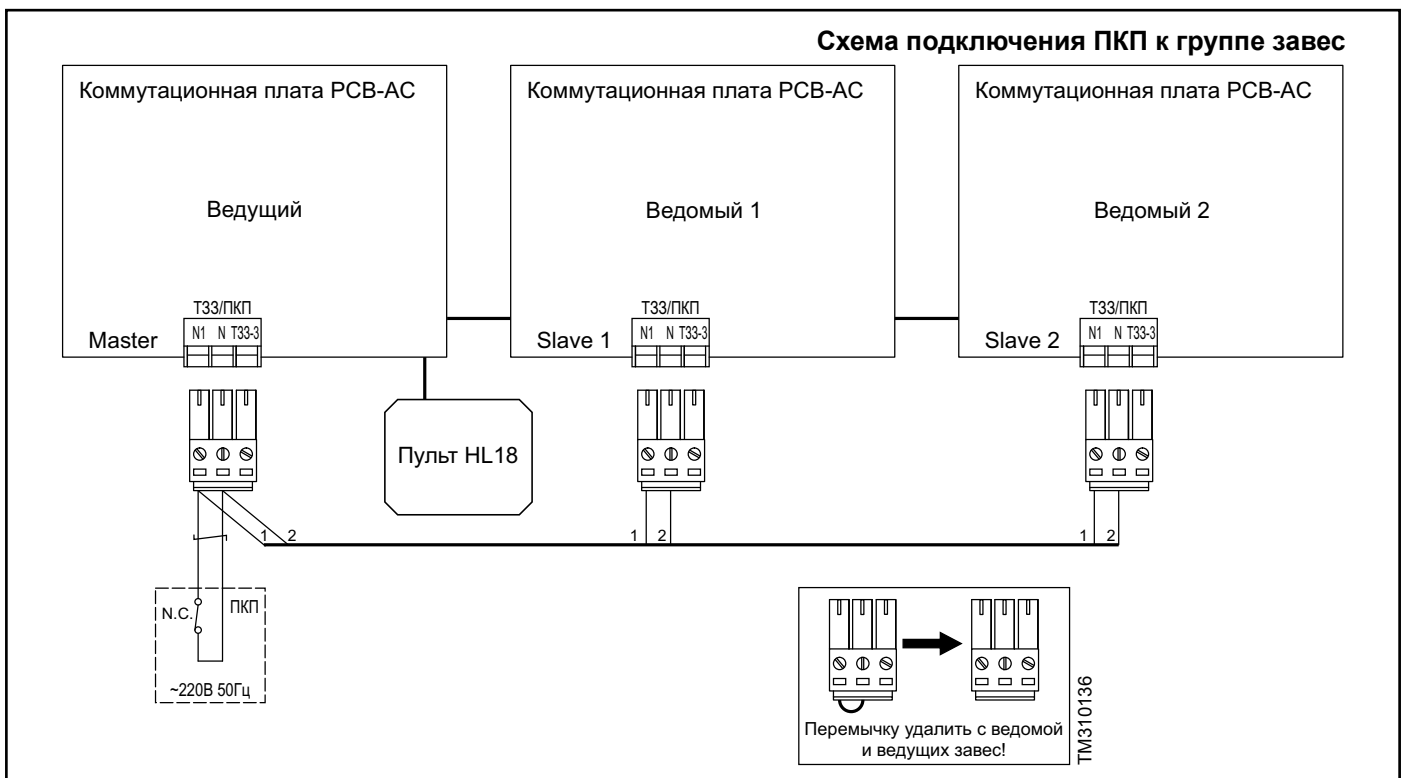 Схема подключения ПКП к группе завес
Коммутационная плата PCB-AC
Ведущий
ТЗЗ/ПКП
Master
N1 N ТЗЗ-3
Коммутационная плата PCB-AC
Ведомый 1
ТЗЗ/ПКП
Slave 1
N1 N ТЗЗ-3
Коммутационная плата PCB-AC
Ведомый 2
ТЗЗ/ПКП
Slave 2
N1 N ТЗЗ-3
Пульт HL18
1 2
1 2
1 2
N.C.
ПКП
~220В 50Гц
Перемычку удалить с ведомой
и ведущих завес!
TM310136